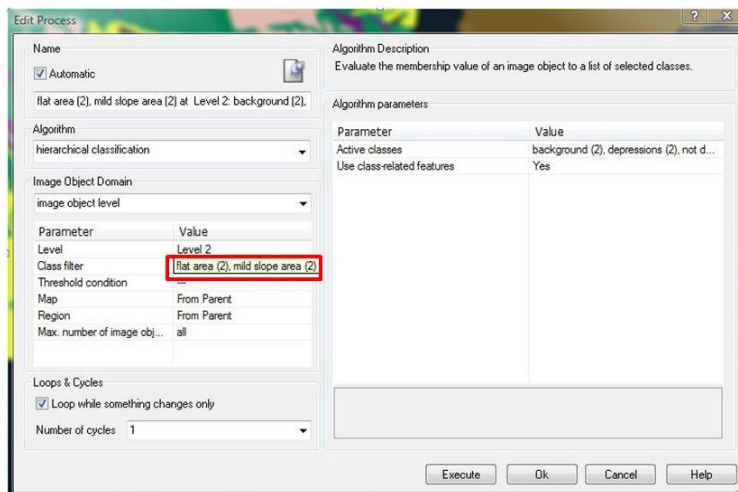 Edit Process
?
X
Name
Automatic
flat area (2), mild slope area (2) at Level 2: background (2),
Algorithm
hierarchical classification
Image Object Domain
image object level
Parameter Value
Level Level 2
Class filter flat area (2), mild slope area (2)
Threshold condition ---
Map From Parent
Region From Parent
Max. number of image obj... all
Loops & Cycles
Loop while something changes only
Number of cycles 1
Algorithm Description
Evaluate the membership value of an image object to a list of selected classes.
Algorithm parameters
Parameter Value
Active classes background (2), depressions (2), not d...
Use class-related features Yes
Execute Ok Cancel Help